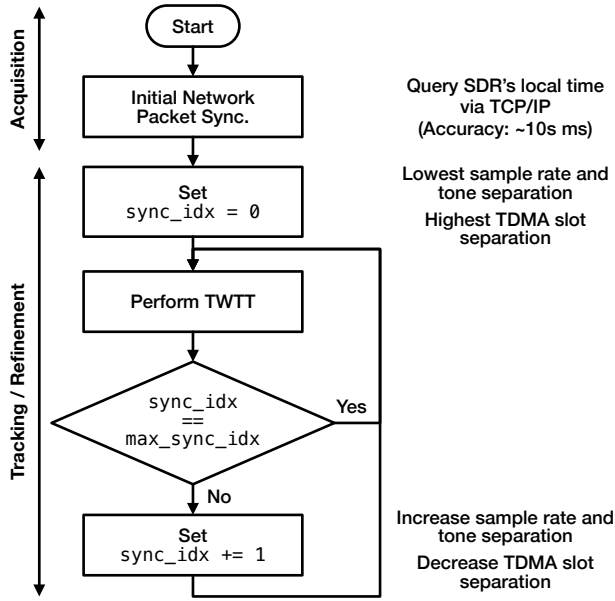 Acquisition
Start
Initial Network
Packet Sync.
Query SDR's local time
via TCP/IP
(Accuracy: ~10s ms)
Tracking / Refinement
Set
sync_idx = 0
Lowest sample rate and
tone separation
Highest TDMA slot
separation
Perform TWTT
sync_idx
==
max_sync_idx
Yes
No
Set
sync_idx += 1
Increase sample rate and
tone separation
Decrease TDMA slot
separation